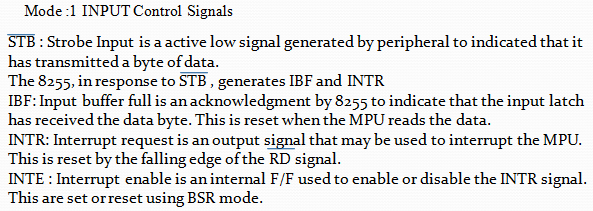 Mode :1 INPUT Control Signals
S̅T̅B̅ : Strobe Input is a active low signal generated by peripheral to indicated that it
has transmitted a byte of data.
The 8255, in response to S̅T̅B̅ , generates IBF and INTR
IBF: Input buffer full is an acknowledgment by 8255 to indicate that the input latch
has received the data byte. This is reset when the MPU reads the data.
INTR: Interrupt request is an output signal that may be used to interrupt the MPU.
This is reset by the falling edge of the R̅D̅ signal.
INTE : Interrupt enable is an internal F/F used to enable or disable the INTR signal.
This are set or reset using BSR mode.